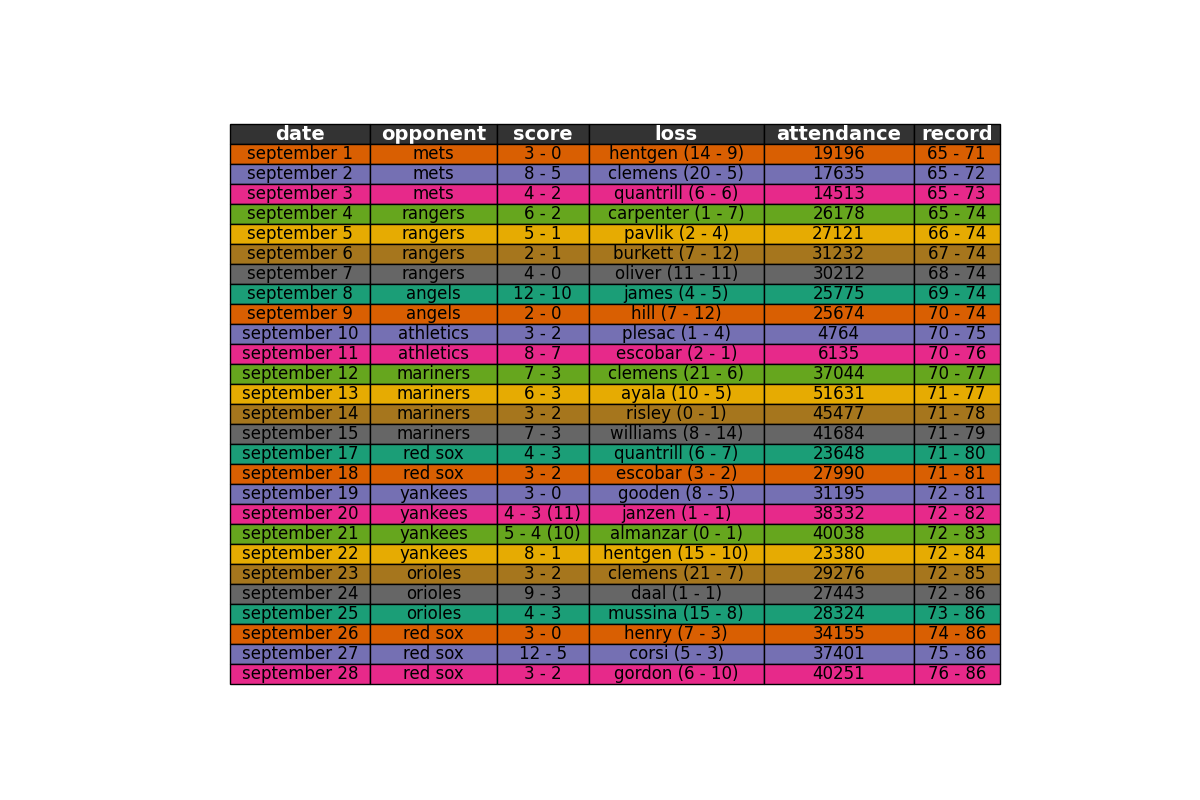 date opponent score loss attendance record
september 1 mets 3 - 0 hentgen (14 - 9) 19196 65 - 71
september 2 mets 8 - 5 clemens (20 - 5) 17635 65 - 72
september 3 mets 4 - 2 quantrill (6 - 6) 14513 65 - 73
september 4 rangers 6 - 2 carpenter (1 - 7) 26178 65 - 74
september 5 rangers 5 - 1 pavlik (2 - 4) 27121 66 - 74
september 6 rangers 2 - 1 burkett (7 - 12) 31232 67 - 74
september 7 rangers 4 - 0 oliver (11 - 11) 30212 68 - 74
september 8 angels 12 - 10 james (4 - 5) 25775 69 - 74
september 9 angels 2 - 0 hill (7 - 12) 25674 70 - 74
september 10 athletics 3 - 2 plesac (1 - 4) 4764 70 - 75
september 11 athletics 8 - 7 escobar (2 - 1) 6135 70 - 76
september 12 mariners 7 - 3 clemens (21 - 6) 37044 70 - 77
september 13 mariners 6 - 3 ayala (10 - 5) 51631 71 - 77
september 14 mariners 3 - 2 risley (0 - 1) 45477 71 - 78
september 15 mariners 7 - 3 williams (8 - 14) 41684 71 - 79
september 17 red sox 4 - 3 quantrill (6 - 7) 23648 71 - 80
september 18 red sox 3 - 2 escobar (3 - 2) 27990 71 - 81
september 19 yankees 3 - 0 gooden (8 - 5) 31195 72 - 81
september 20 yankees 4 - 3 (11) janzen (1 - 1) 38332 72 - 82
september 21 yankees 5 - 4 (10) almanzar (0 - 1) 40038 72 - 83
september 22 yankees 8 - 1 hentgen (15 - 10) 23380 72 - 84
september 23 orioles 3 - 2 clemens (21 - 7) 29276 72 - 85
september 24 orioles 9 - 3 daal (1 - 1) 27443 72 - 86
september 25 orioles 4 - 3 mussina (15 - 8) 28324 73 - 86
september 26 red sox 3 - 0 henry (7 - 3) 34155 74 - 86
september 27 red sox 12 - 5 corsi (5 - 3) 37401 75 - 86
september 28 red sox 3 - 2 gordon (6 - 10) 40251 76 - 86